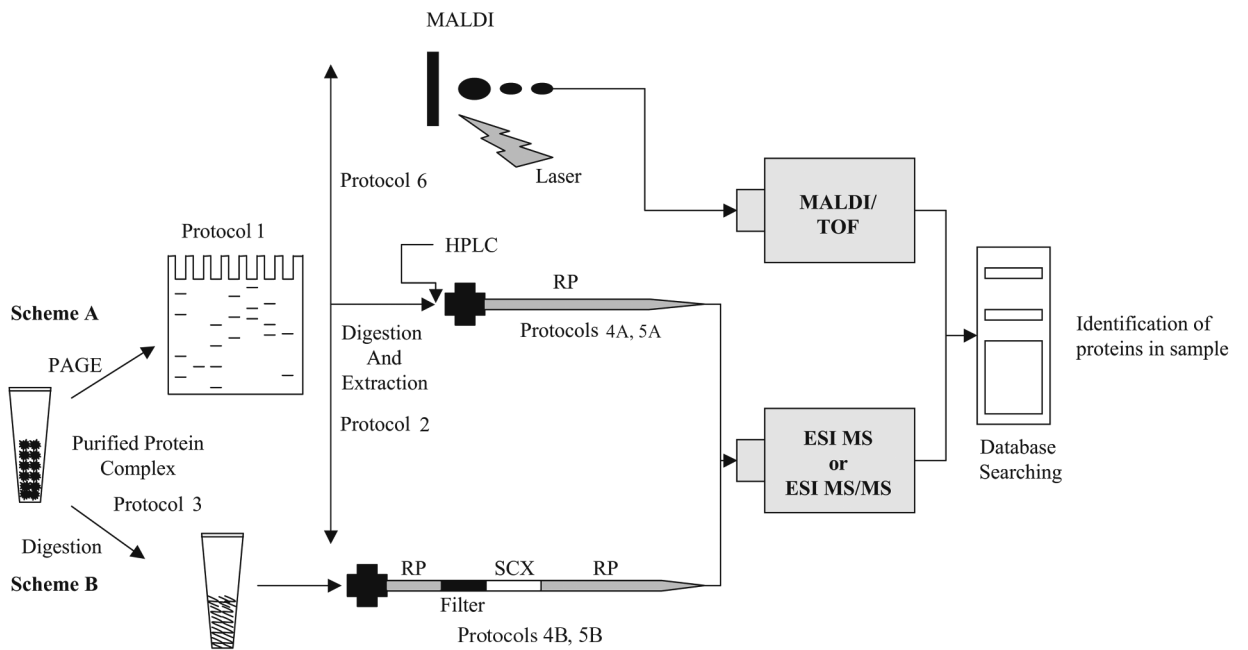 MALDI
Laser
Protocol 6
MALDI/
TOF
Protocol 1
HPLC
RP
Protocols 4A, 5A
Scheme A
PAGE
Digestion
And
Extraction
Protocol 2
Identification of
proteins in sample
Purified Protein
Complex
Protocol 3
ESI MS
or
ESI MS/MS
Database
Searching
Digestion
Scheme B
RP
SCX
RP
Filter
Protocols 4B, 5B